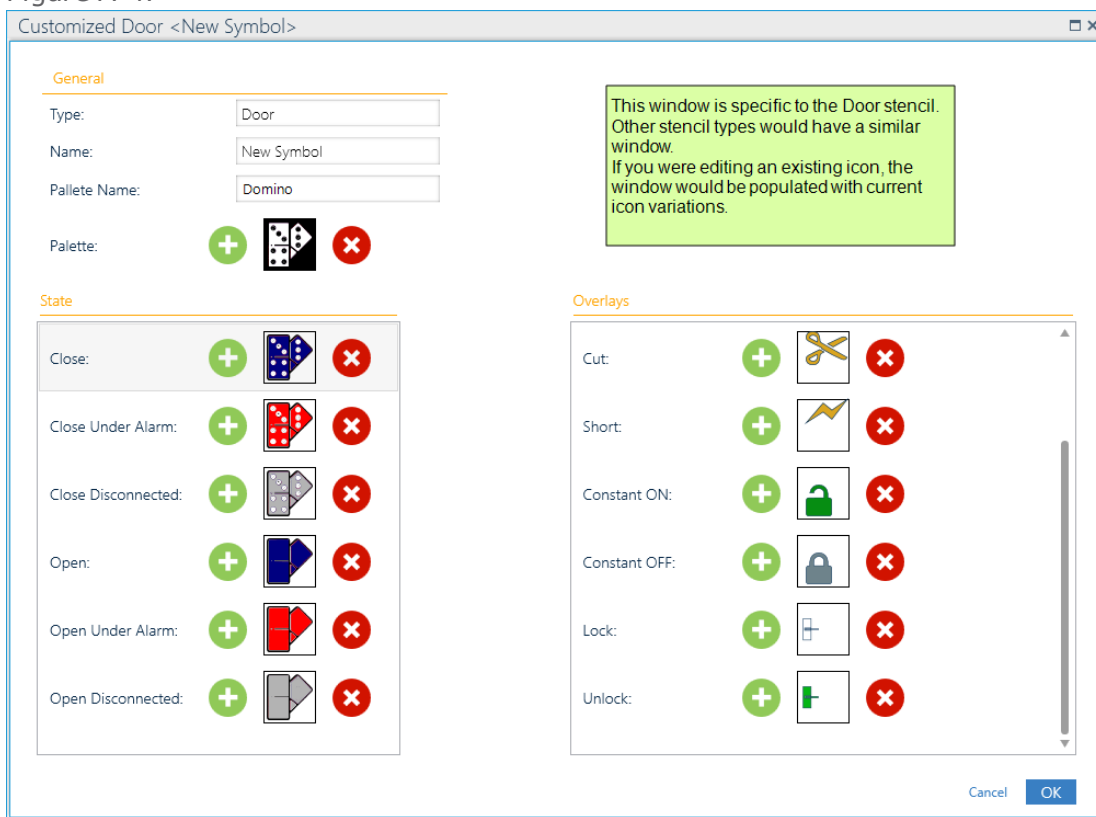 Customized Door <New Symbol>
General
Type:
Door
Name:
New Symbol
Pallete Name:
Domino
Palette:
This window is specific to the Door stencil.
Other stencil types would have a similar
window.
If you were editing an existing icon, the
window would be populated with current
icon variations.
State
Close:
Close Under Alarm:
Close Disconnected:
Open:
Open Under Alarm:
Open Disconnected:
Overlays
Cut:
Short:
Constant ON:
Constant OFF:
Lock:
Unlock:
Cancel
OK